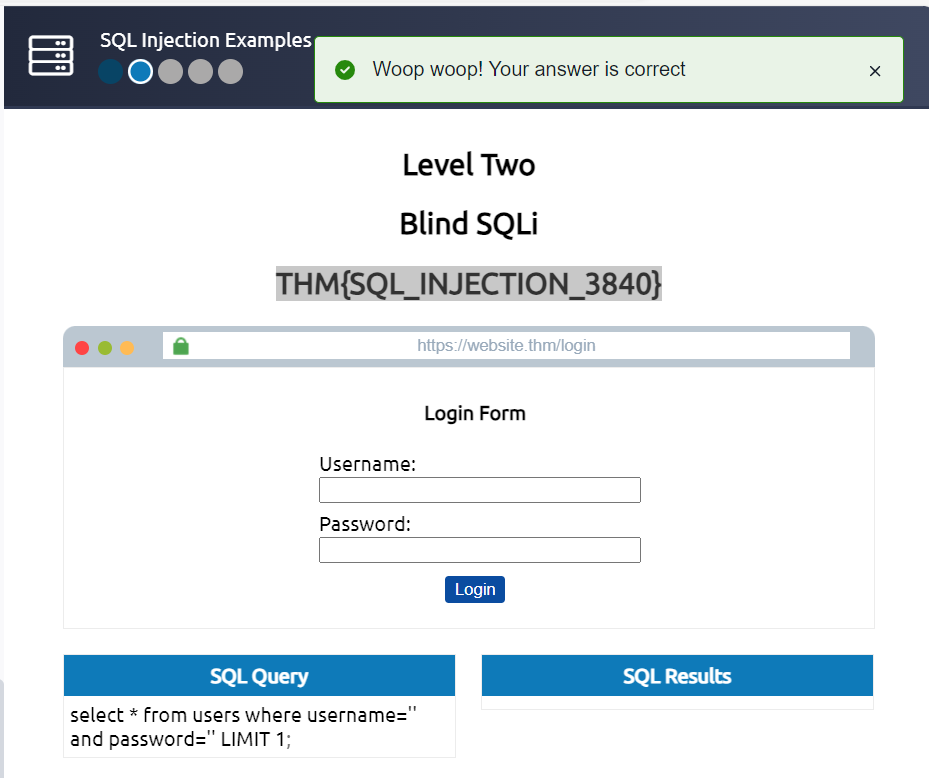 SQL Injection Examples
Woop woop! Your answer is correct
×
Level Two
Blind SQLi
THM{SQL_INJECTION_3840}
https://website.thm/login
Login Form
Username:
Password:
Login
SQL Query
select * from users where username=''
and password='' LIMIT 1;
SQL Results